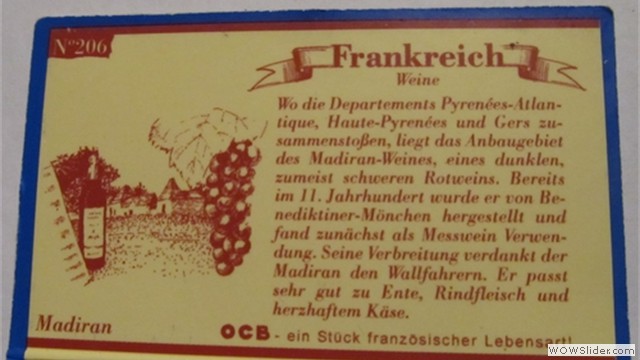 Nº 206
Frankreich
Weine
Wo die Departements Pyrenées-Atlan-
tique, Haute-Pyrenées und Gers zu-
sammenstoßen, liegt das Anbaugebiet
des Madiran-Weines, eines dunklen,
zumeist schweren Rotweins. Bereits
im 11. Jahrhundert wurde er von Be-
nediktiner-Mönchen hergestellt und
fand zunächst als Messwein Verwen-
dung. Seine Verbreitung verdankt der
Madiran den Wallfahrern. Er passt
sehr gut zu Ente, Rindfleisch und
herzhaftem Käse.
Madiran
OCB - ein Stück französischer Lebensart!
WOWSlider.com